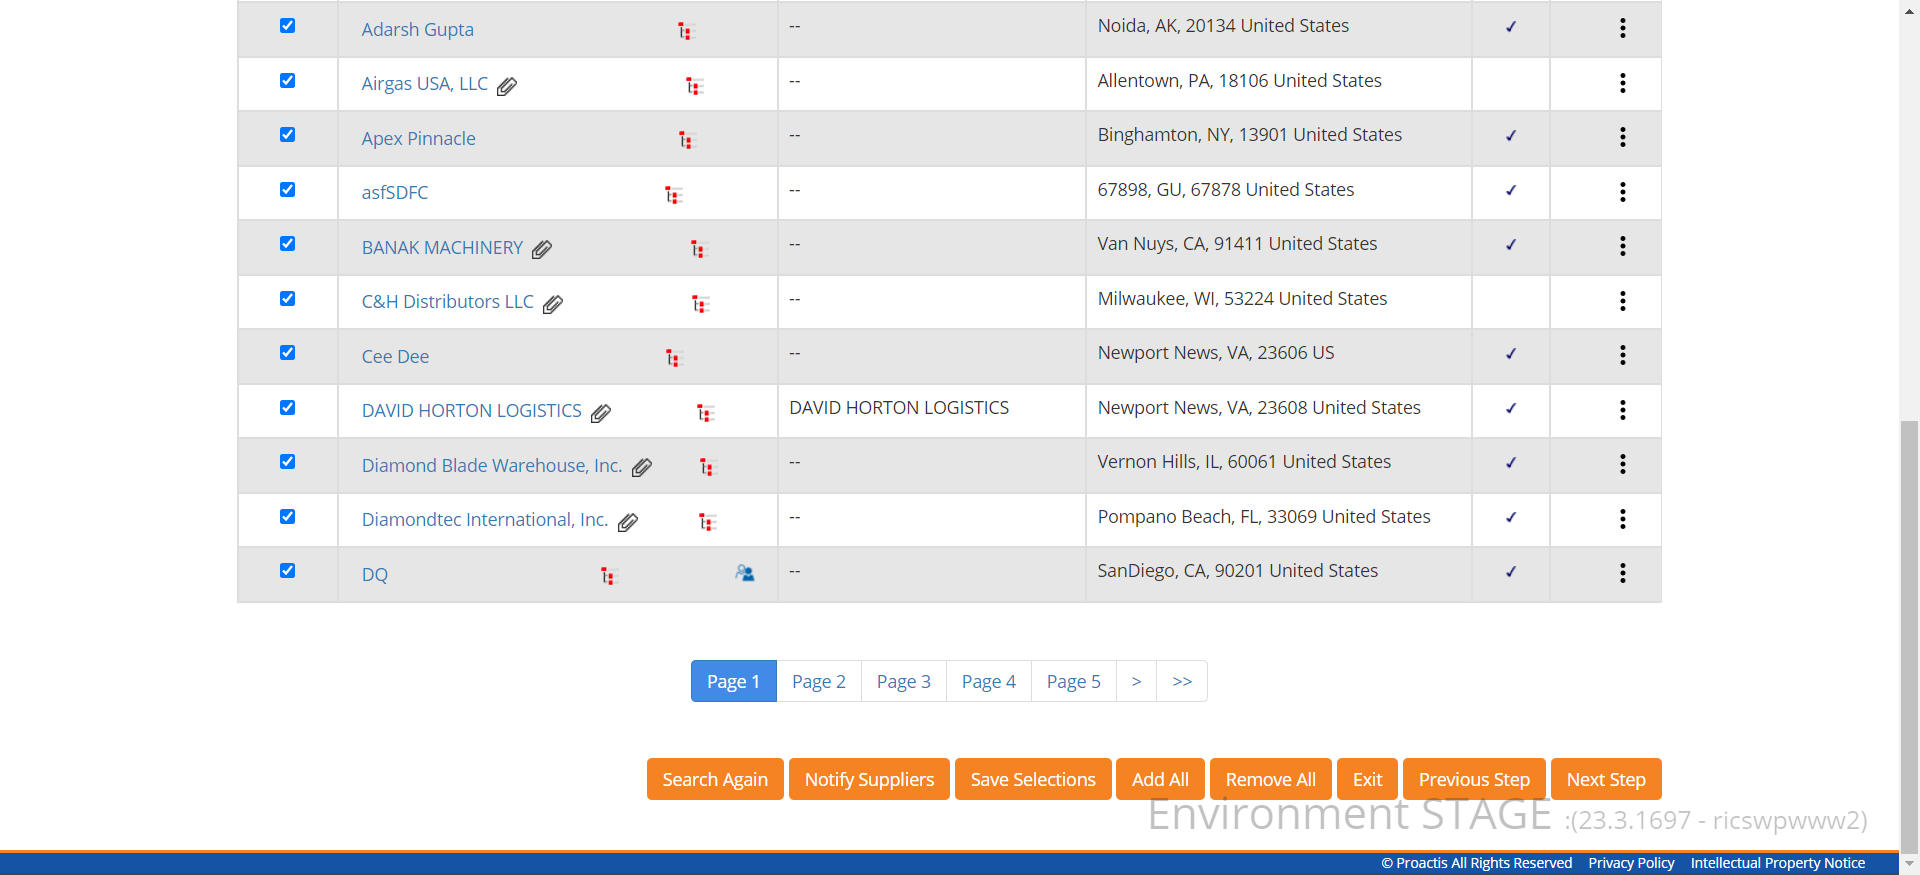 Adarsh Gupta -- Noida, AK, 20134 United States ✓
Airgas USA, LLC -- Allentown, PA, 18106 United States
Apex Pinnacle -- Binghamton, NY, 13901 United States ✓
asfSDFC -- 67898, GU, 67878 United States ✓
BANAK MACHINERY -- Van Nuys, CA, 91411 United States ✓
C&H Distributors LLC -- Milwaukee, WI, 53224 United States
Cee Dee -- Newport News, VA, 23606 US ✓
DAVID HORTON LOGISTICS DAVID HORTON LOGISTICS Newport News, VA, 23608 United States ✓
Diamond Blade Warehouse, Inc. -- Vernon Hills, IL, 60061 United States ✓
Diamondtec International, Inc. -- Pompano Beach, FL, 33069 United States ✓
DQ -- SanDiego, CA, 90201 United States ✓
Page 1 Page 2 Page 3 Page 4 Page 5 > >>
Search Again Notify Suppliers Save Selections Add All Remove All Exit Previous Step Next Step
Environment STAGE :(23.3.1697 - ricswpwww2)
© Proactis All Rights Reserved Privacy Policy Intellectual Property Notice